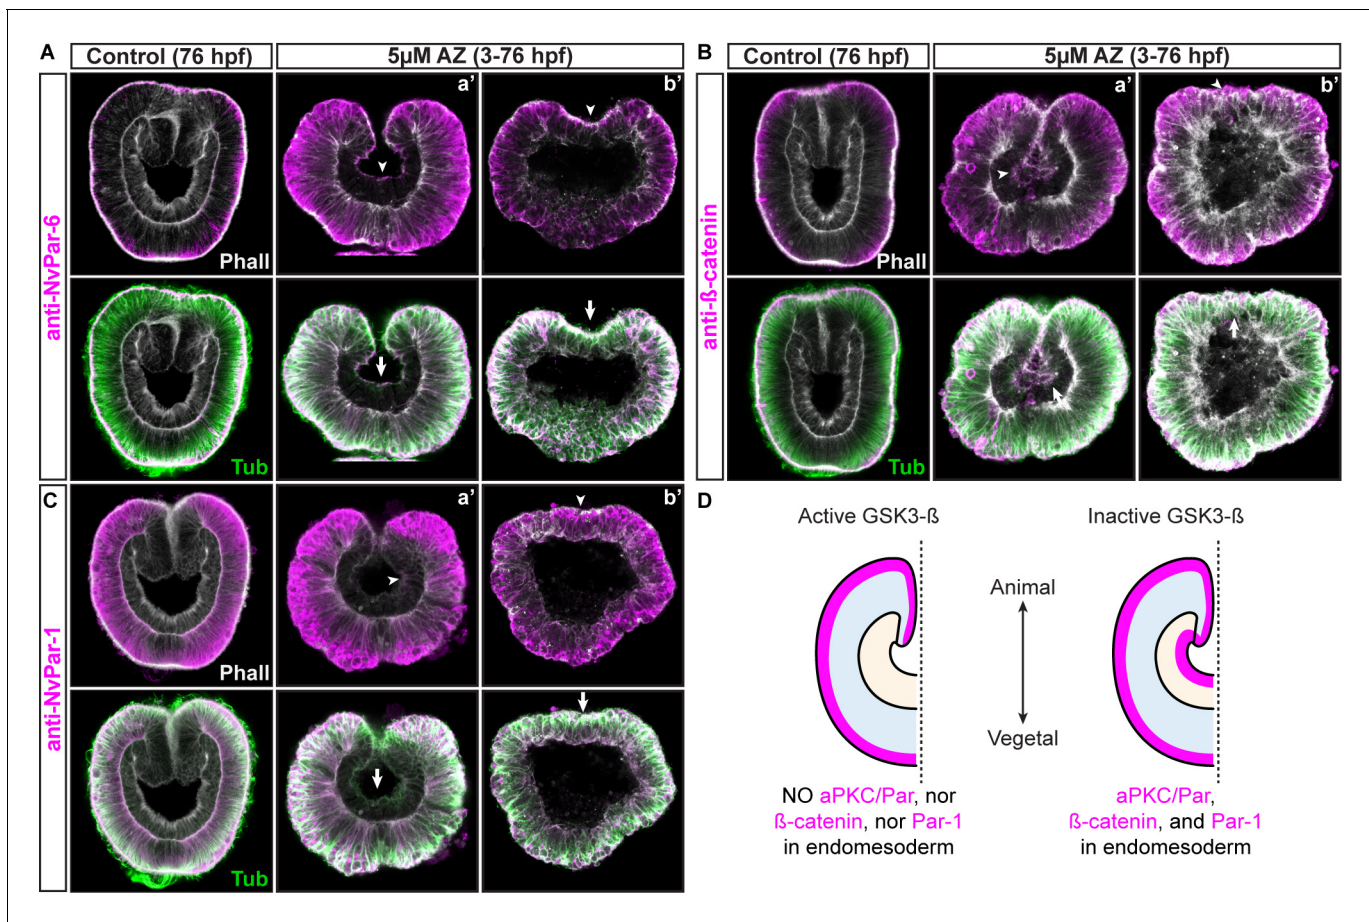 A
Control (76 hpf)
5µM AZ (3-76 hpf)
anti-NvPar-6
a’
b’
Phall
Tub
B
Control (76 hpf)
5µM AZ (3-76 hpf)
anti-ß-catenin
a’
b’
Phall
Tub
C
anti-NvPar-1
a’
b’
Phall
Tub
D
Active GSK3-ß
Inactive GSK3-ß
Animal
Vegetal
NO aPKC/Par, nor
ß-catenin, nor Par-1
in endomesoderm
aPKC/Par,
ß-catenin, and Par-1
in endomesoderm